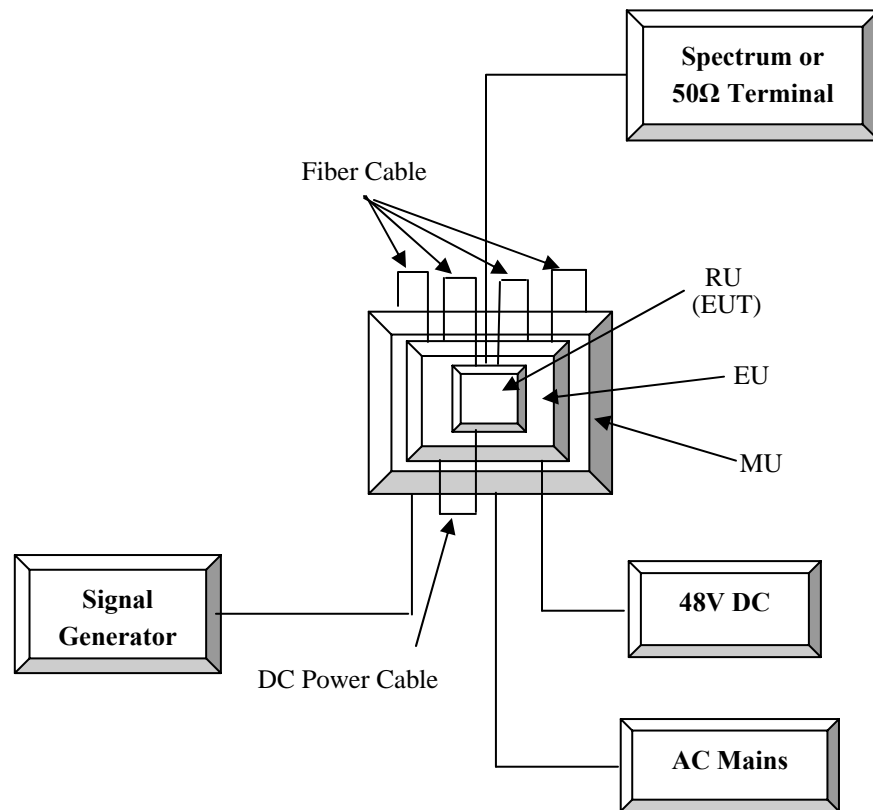 Spectrum or
50Ω Terminal
Fiber Cable
RU
(EUT)
EU
MU
Signal
Generator
48V DC
DC Power Cable
AC Mains